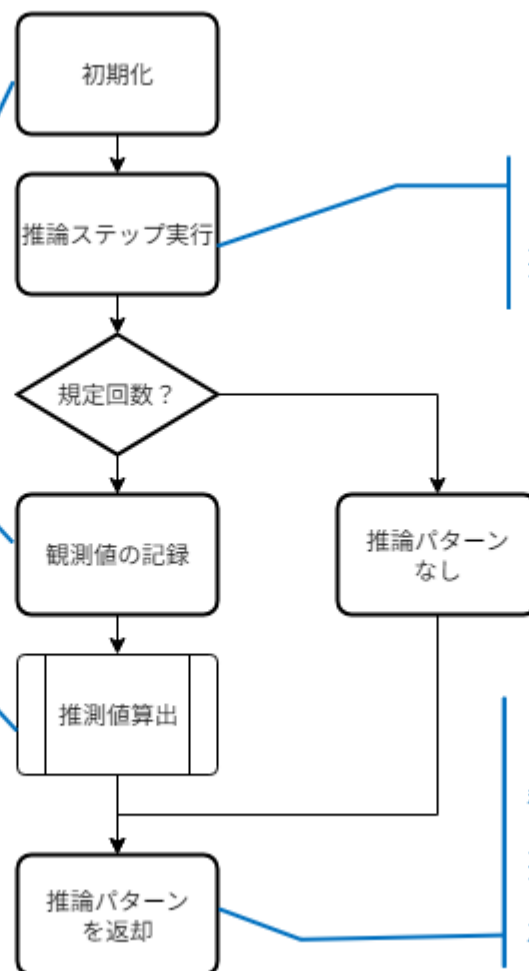 初期化
推論ステップ実行
規定回数？
観測値の記録
推論パターン
なし
推測値算出
推論パターン
を返却